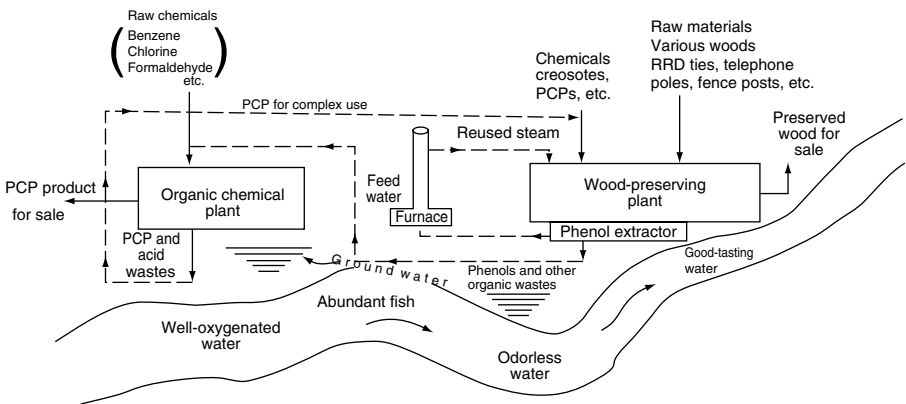 Raw chemicals
Benzene
Chlorine
Formaldehyde
etc.
PCP for complex use
Chemicals
creosotes,
PCPs, etc.
Raw materials
Various woods
RRD ties, telephone
poles, fence posts, etc.
Reused steam
Preserved
wood for
sale
PCP product
for sale
Organic chemical
plant
Feed
water
Furnace
Wood-preserving
plant
Phenol extractor
PCP and
acid
wastes
Ground water
Phenols and other
organic wastes
Good-tasting
water
Abundant fish
Well-oxygenated
water
Odorless
water